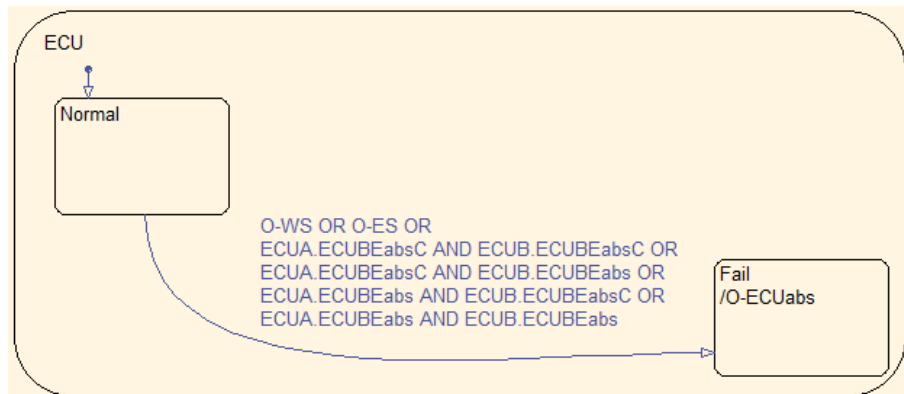 ECU
Normal
O-WS OR O-ES OR
ECUA.ECUBEabsC AND ECUB.ECUBEabsC OR
ECUA.ECUBEabsC AND ECUB.ECUBEabs OR
ECUA.ECUBEabs AND ECUB.ECUBEabsC OR
ECUA.ECUBEabs AND ECUB.ECUBEabs
Fail
/O-ECUabs